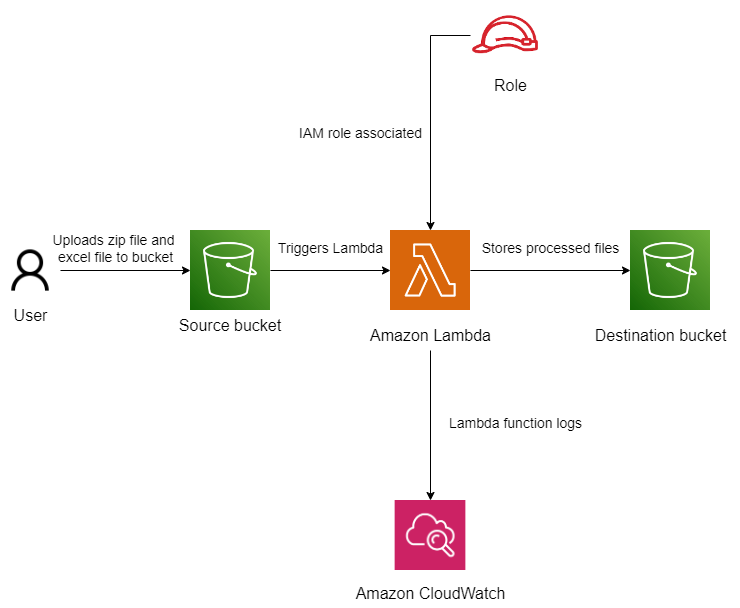 Role
IAM role associated
Uploads zip file and
excel file to bucket
Triggers Lambda
Stores processed files
User
Source bucket
Amazon Lambda
Destination bucket
Lambda function logs
Amazon CloudWatch